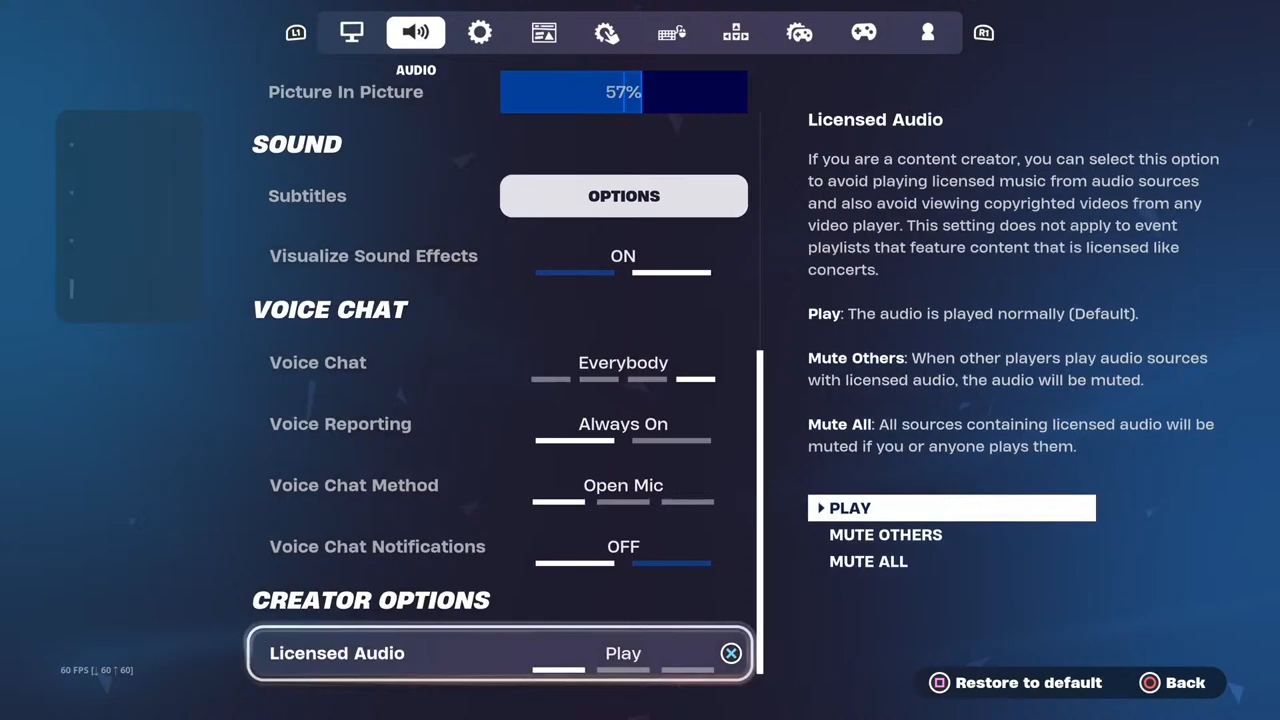 L1
R1
AUDIO
Picture In Picture 57%
SOUND
Subtitles OPTIONS
Visualize Sound Effects ON
VOICE CHAT
Voice Chat Everybody
Voice Reporting Always On
Voice Chat Method Open Mic
Voice Chat Notifications OFF
CREATOR OPTIONS
Licensed Audio Play
Licensed Audio
If you are a content creator, you can select this option
to avoid playing licensed music from audio sources
and also avoid viewing copyrighted videos from any
video player. This setting does not apply to event
playlists that feature content that is licensed like
concerts.
Play: The audio is played normally (Default).
Mute Others: When other players play audio sources
with licensed audio, the audio will be muted.
Mute All: All sources containing licensed audio will be
muted if you or anyone plays them.
PLAY
MUTE OTHERS
MUTE ALL
60 FPS [↓ 60 ↑ 60]
Restore to default Back